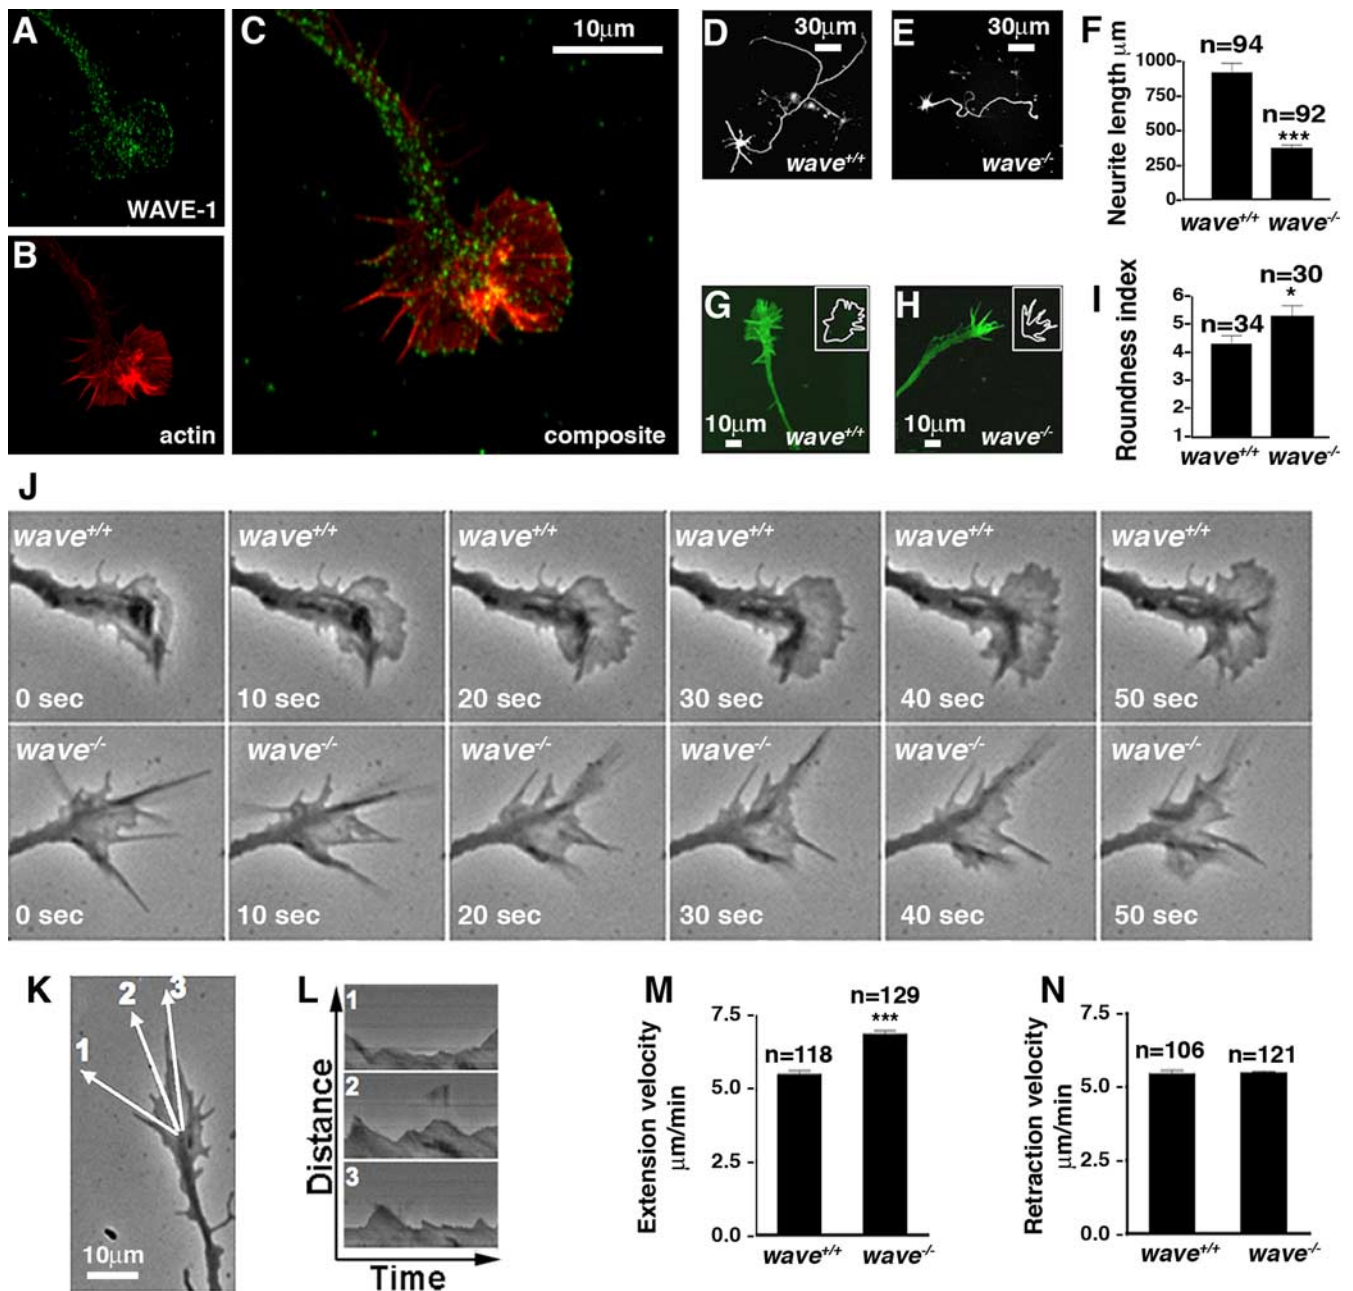 A
WAVE-1
B
actin
C
10μm
composite
D
30μm
wave+/+
E
30μm
wave-/-
F
Neurite length μm
1000
750
500
250
0
n=94
n=92
***
wave+/+ wave-/-
G
10μm
wave+/+
H
10μm
wave-/-
I
Roundness index
6
5
4
3
2
1
n=34
n=30
*
wave+/+ wave-/-
J
wave+/+ wave+/+ wave+/+ wave+/+ wave+/+ wave+/+
0 sec 10 sec 20 sec 30 sec 40 sec 50 sec
wave-/- wave-/- wave-/- wave-/- wave-/- wave-/-
0 sec 10 sec 20 sec 30 sec 40 sec 50 sec
K
1
2
3
10μm
L
Distance
1
2
3
Time
M
Extension velocity
μm/min
7.5
5.0
2.5
0.0
n=118
n=129
***
wave+/+ wave-/-
N
Retraction velocity
μm/min
7.5
5.0
2.5
0.0
n=106
n=121
wave+/+ wave-/-